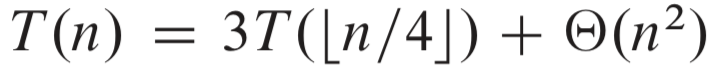 T(n) = 3T(⌊n/4⌋) + Θ(n²)